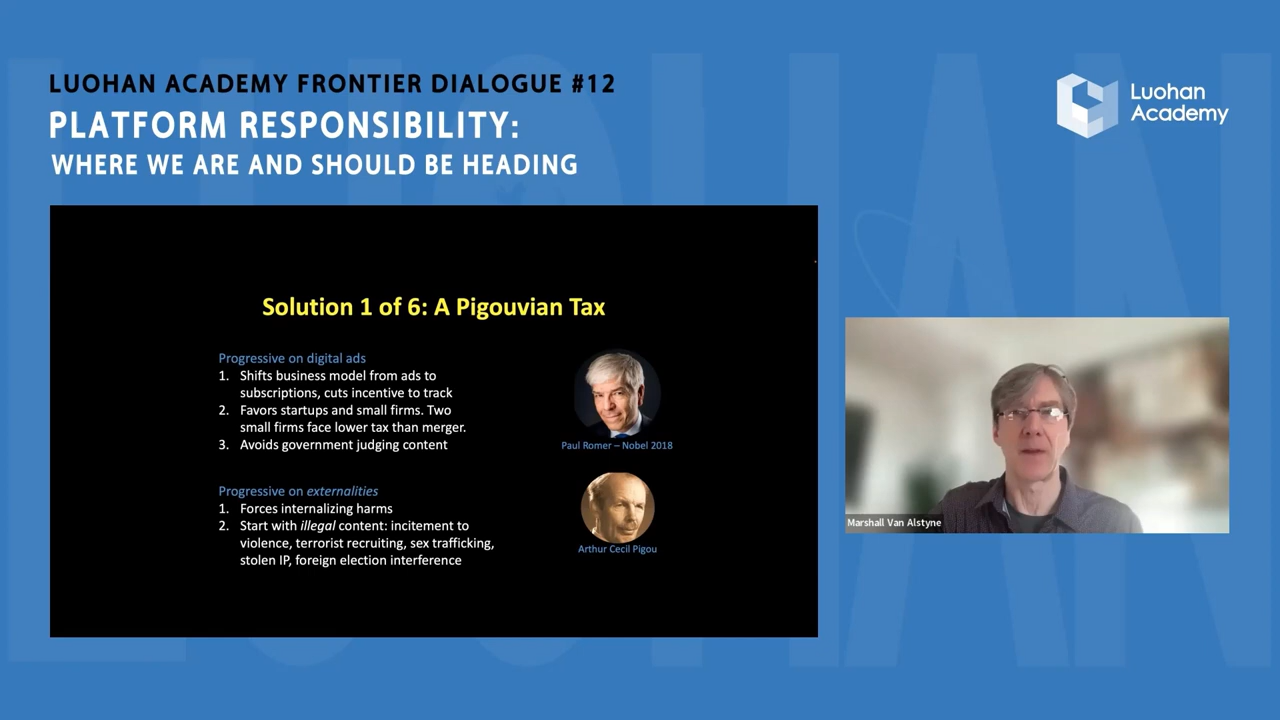 LUOHAN ACADEMY FRONTIER DIALOGUE #12
PLATFORM RESPONSIBILITY:
WHERE WE ARE AND SHOULD BE HEADING
Luohan
Academy
Solution 1 of 6: A Pigouvian Tax
Progressive on digital ads
1. Shifts business model from ads to
subscriptions, cuts incentive to track
2. Favors startups and small firms. Two
small firms face lower tax than merger.
3. Avoids government judging content
Paul Romer – Nobel 2018
Progressive on externalities
1. Forces internalizing harms
2. Start with illegal content: incitement to
violence, terrorist recruiting, sex trafficking,
stolen IP, foreign election interference
Arthur Cecil Pigou
Marshall Van Alstyne
LUOHAN